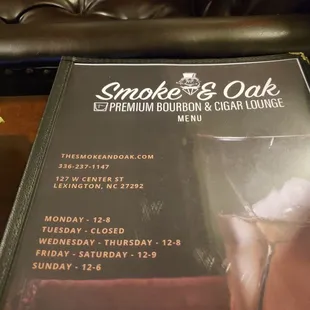 Smoke & Oak
PREMIUM BOURBON & CIGAR LOUNGE
MENU
THESMOKEANDOAK.COM
336-237-1147
127 W CENTER ST
LEXINGTON, NC 27292
MONDAY - 12-8
TUESDAY - CLOSED
WEDNESDAY - THURSDAY - 12-8
FRIDAY - SATURDAY - 12-9
SUNDAY - 12-6